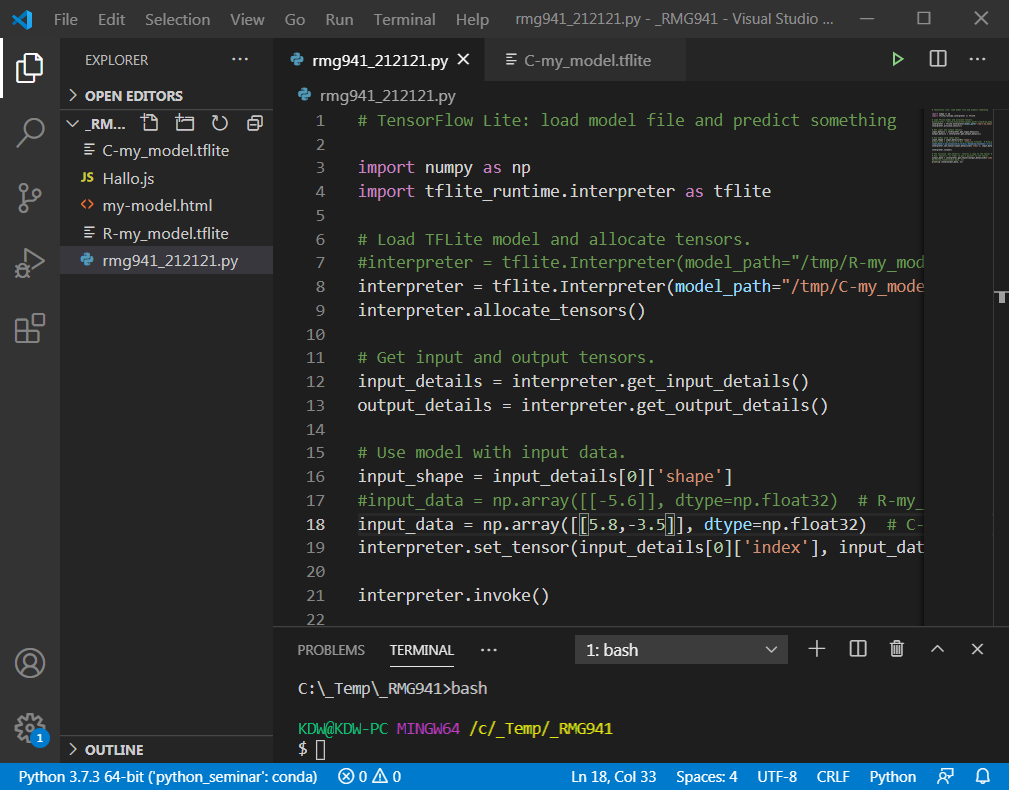 File Edit Selection View Go Run Terminal Help rmg941_212121.py - _RMG941 - Visual Studio ...
EXPLORER
OPEN EDITORS
_RM...
C-my_model.tflite
JS Hallo.js
<> my-model.html
R-my_model.tflite
rmg941_212121.py
OUTLINE
1
rmg941_212121.py C-my_model.tflite
rmg941_212121.py
1 # TensorFlow Lite: load model file and predict something
2
3 import numpy as np
4 import tflite_runtime.interpreter as tflite
5
6 # Load TFLite model and allocate tensors.
7 #interpreter = tflite.Interpreter(model_path="/tmp/R-my_mod
8 interpreter = tflite.Interpreter(model_path="/tmp/C-my_mode
9 interpreter.allocate_tensors()
10
11 # Get input and output tensors.
12 input_details = interpreter.get_input_details()
13 output_details = interpreter.get_output_details()
14
15 # Use model with input data.
16 input_shape = input_details[0]['shape']
17 #input_data = np.array([[-5.6]], dtype=np.float32)  # R-my_
18 input_data = np.array([[5.8,-3.5]], dtype=np.float32)  # C-
19 interpreter.set_tensor(input_details[0]['index'], input_dat
20
21 interpreter.invoke()
22
PROBLEMS TERMINAL ... 1: bash
C:\_Temp\_RMG941>bash
KDW@KDW-PC MINGW64 /c/_Temp/_RMG941
$
Python 3.7.3 64-bit ('python_seminar': conda) 0 0 Ln 18, Col 33 Spaces: 4 UTF-8 CRLF Python